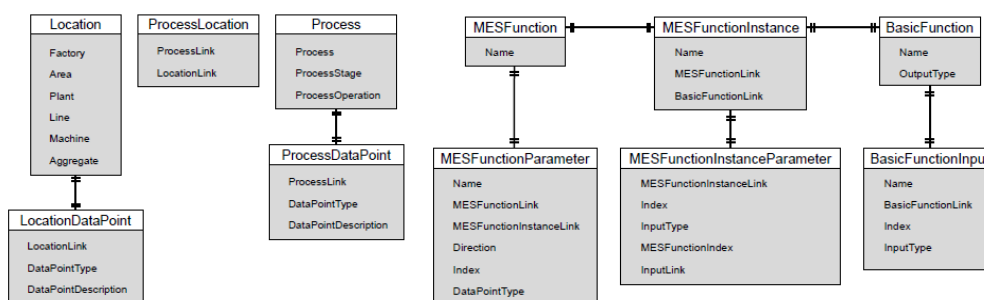 Location
Factory
Area
Plant
Line
Machine
Aggregate
LocationDataPoint
LocationLink
DataPointType
DataPointDescription
ProcessLocation
ProcessLink
LocationLink
Process
Process
ProcessStage
ProcessOperation
ProcessDataPoint
ProcessLink
DataPointType
DataPointDescription
MESFunction
Name
MESFunctionParameter
Name
MESFunctionLink
MESFunctionInstanceLink
Direction
Index
DataPointType
MESFunctionInstance
Name
MESFunctionLink
BasicFunctionLink
MESFunctionInstanceParameter
MESFunctionInstanceLink
Index
InputType
MESFunctionIndex
InputLink
BasicFunction
Name
OutputType
BasicFunctionInput
Name
BasicFunctionLink
Index
InputType